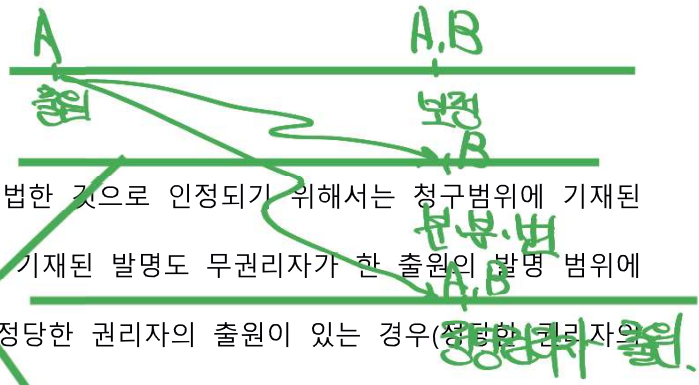 A A,B
출원 보정
B
법한 것으로 인정되기 위해서는 청구범위에 기재된
분.분.변
기재된 발명도 무권리자가 한 출원의 발명 범위에
A,B
정당한 권리자의 출원이 있는 경우(정당한 권리자의
정당권리자 출원.